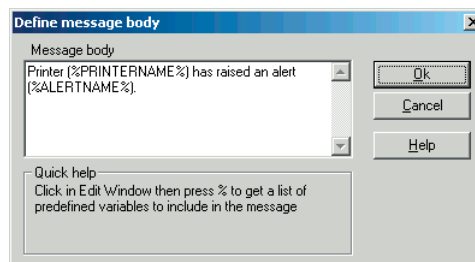 Define message body
Message body
Printer (%PRINTERNAME%) has raised an alert
(%ALERTNAME%).
Ok
Cancel
Help
Quick help
Click in Edit Window then press % to get a list of
predefined variables to include in the message